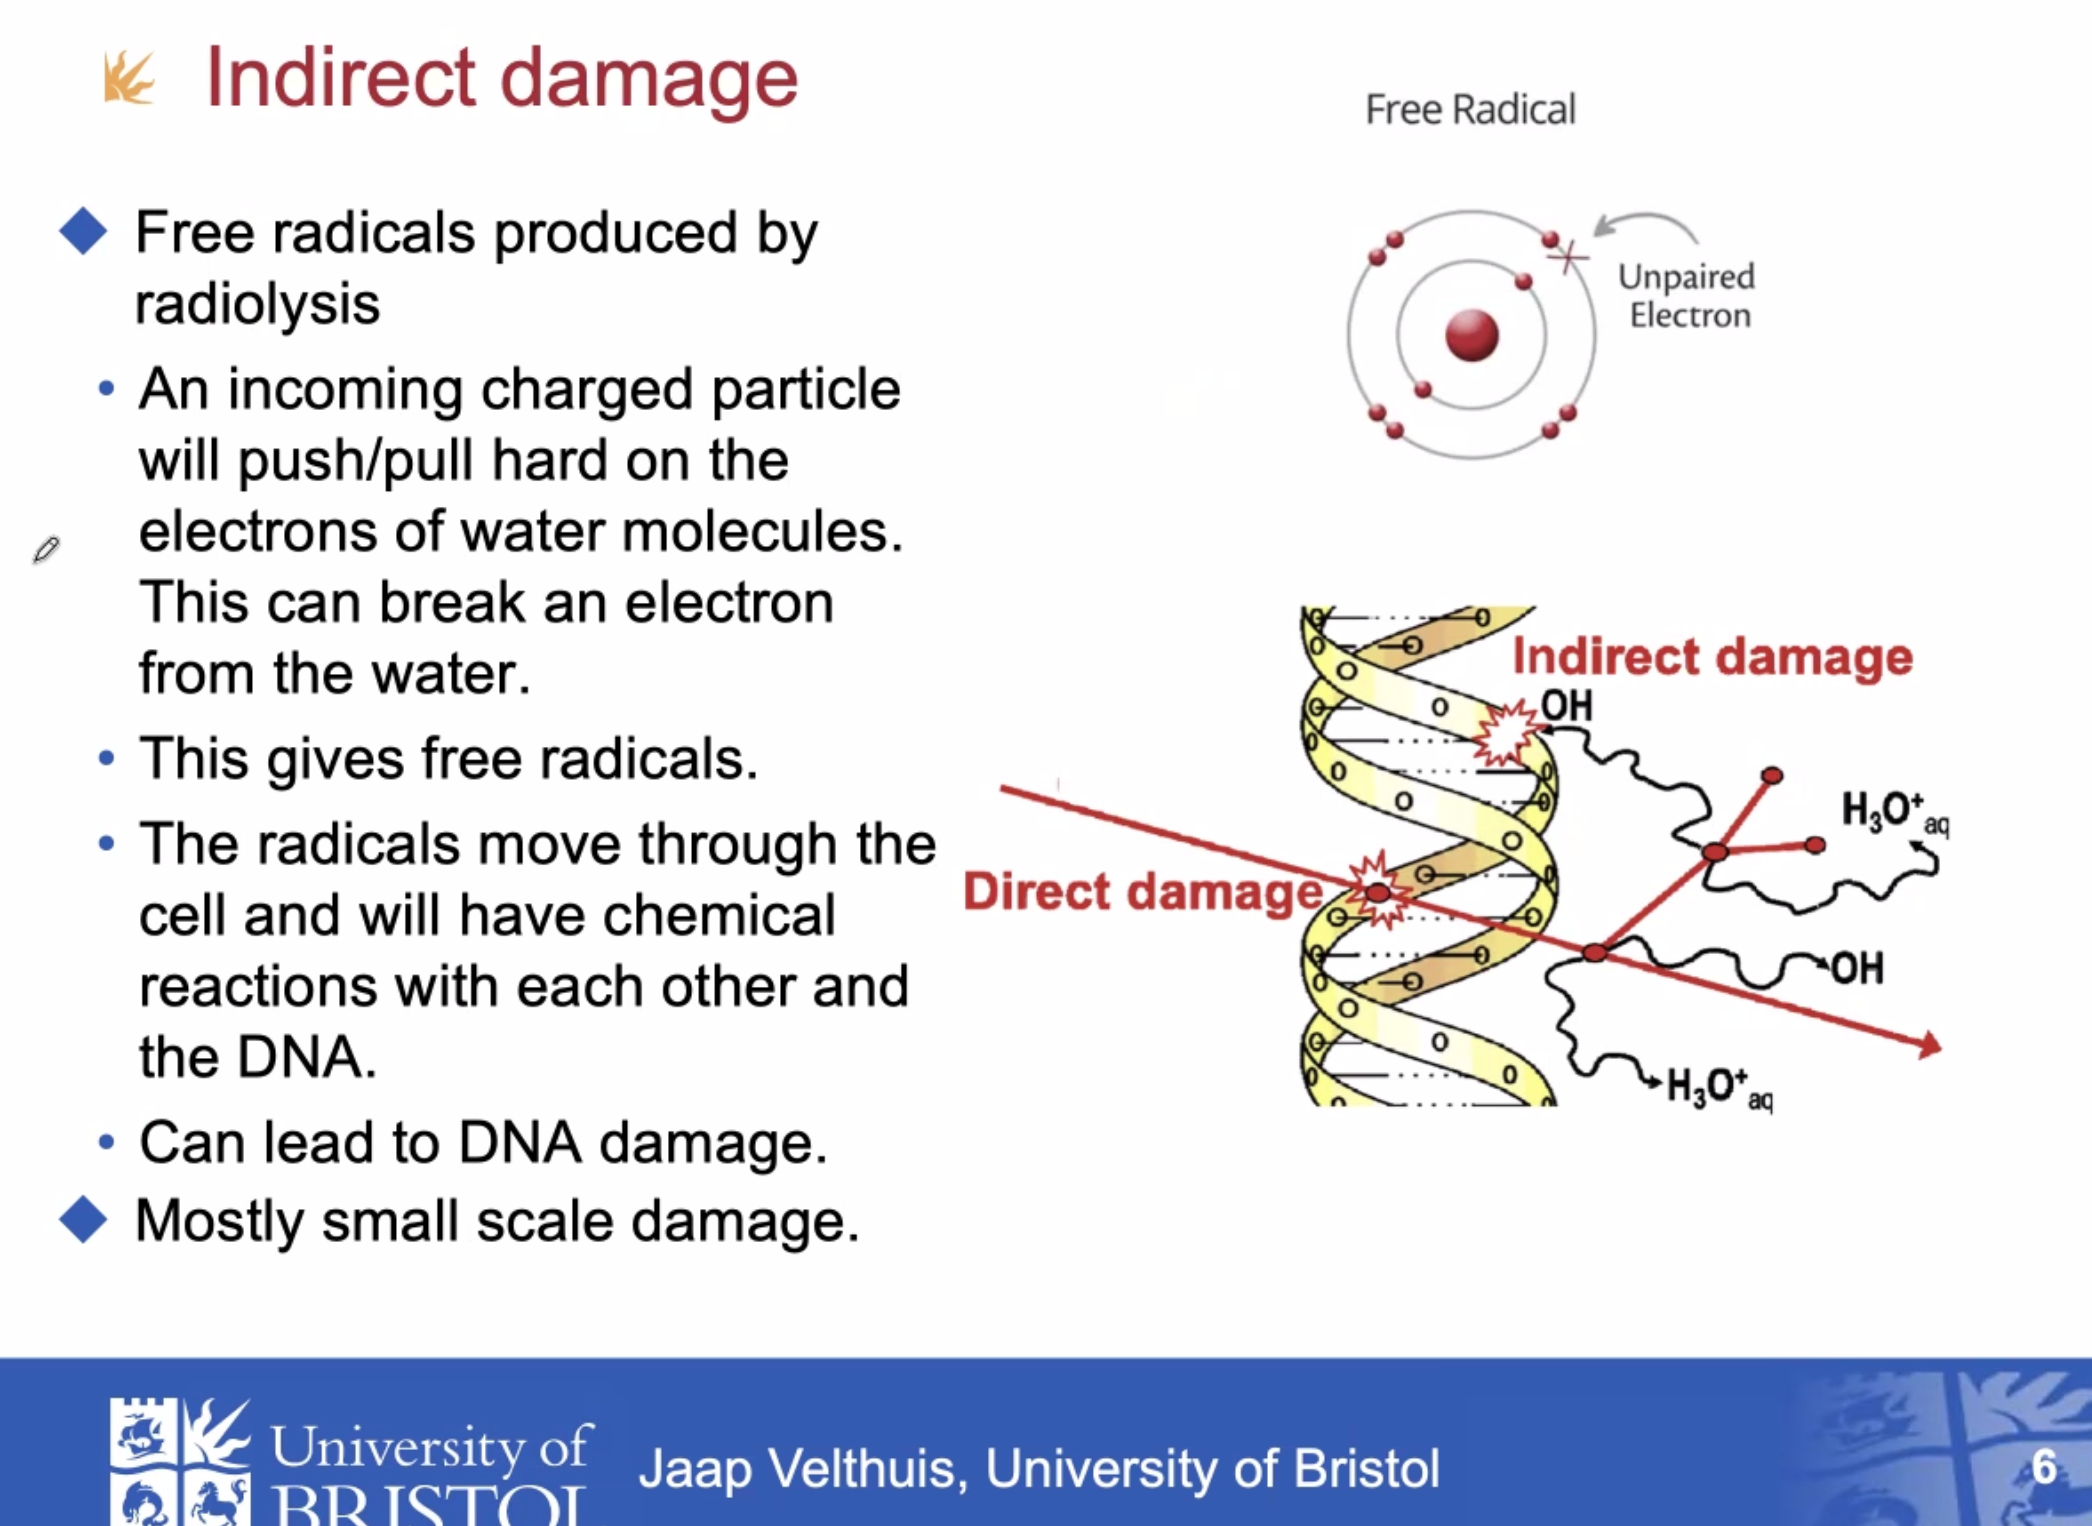 Indirect damage
Free radicals produced by
radiolysis
An incoming charged particle
will push/pull hard on the
electrons of water molecules.
This can break an electron
from the water.
This gives free radicals.
The radicals move through the
cell and will have chemical
reactions with each other and
the DNA.
Can lead to DNA damage.
Mostly small scale damage.
Free Radical
Unpaired
Electron
Indirect damage
OH
H₃O⁺aq
Direct damage
OH
H₃O⁺aq
University of
BRISTOL
Jaap Velthuis, University of Bristol
6